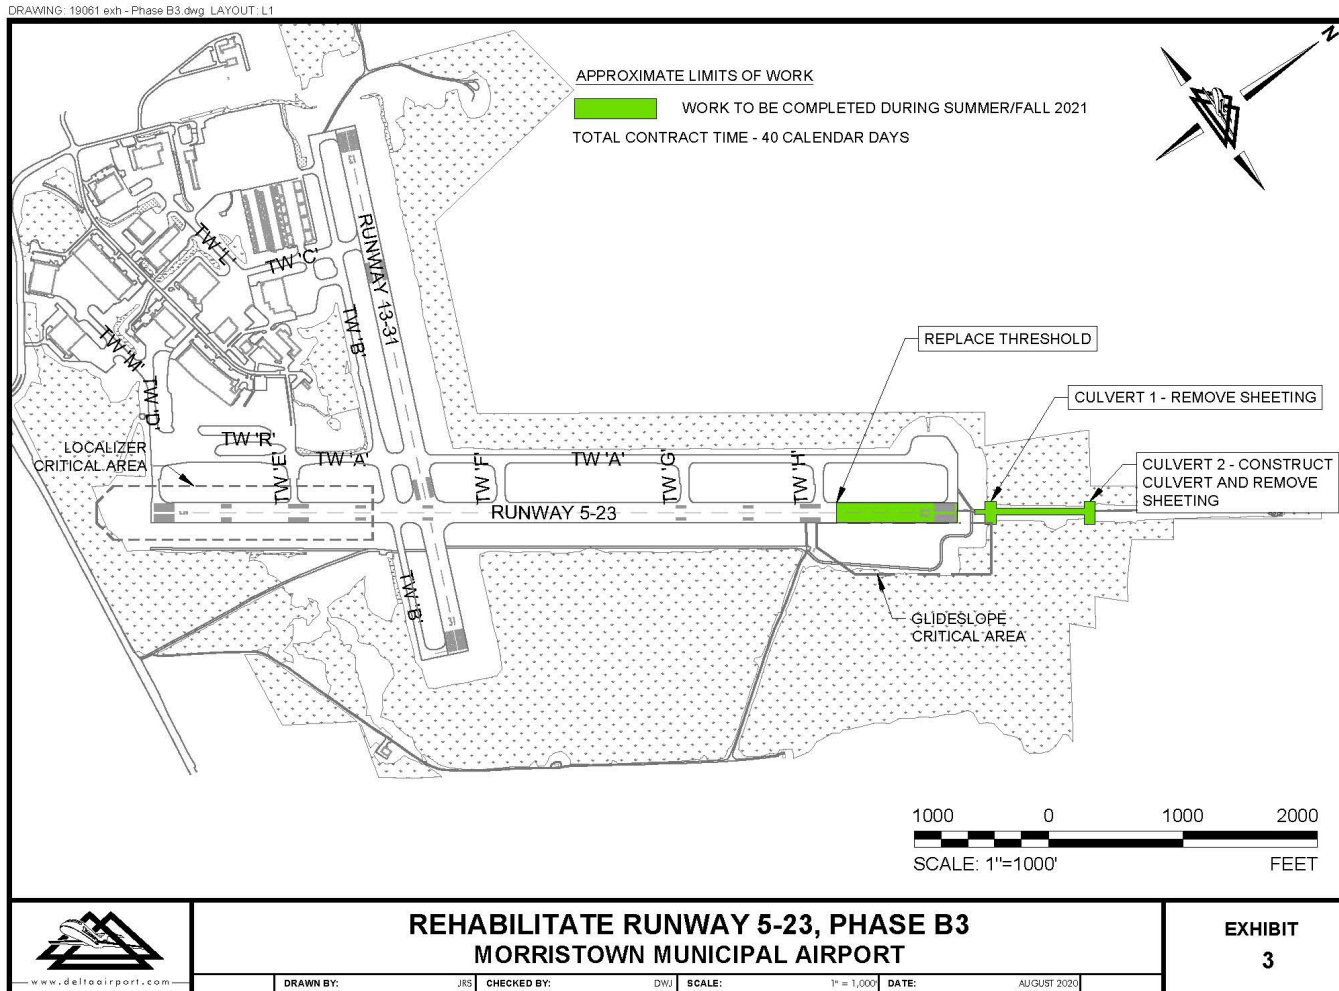 DRAWING: 19061 exh - Phase B3.dwg LAYOUT: L1
N
APPROXIMATE LIMITS OF WORK
WORK TO BE COMPLETED DURING SUMMER/FALL 2021
TOTAL CONTRACT TIME - 40 CALENDAR DAYS
13
RUNWAY 13-31
TW 'L'
TW 'C'
TW 'B'
TW 'M'
TW 'D'
REPLACE THRESHOLD
CULVERT 1 - REMOVE SHEETING
CULVERT 2 - CONSTRUCT
CULVERT AND REMOVE
SHEETING
LOCALIZER
CRITICAL AREA
TW 'R'
TW 'E'
TW 'A'
TW 'F'
TW 'A'
TW 'G'
TW 'H'
5
RUNWAY 5-23
23
TW 'B'
31
GLIDESLOPE
CRITICAL AREA
1000 0 1000 2000
SCALE: 1"=1000' FEET
www.deltaairport.com
REHABILITATE RUNWAY 5-23, PHASE B3
MORRISTOWN MUNICIPAL AIRPORT
DRAWN BY: JRS CHECKED BY: DWJ SCALE: 1" = 1,000' DATE: AUGUST 2020
EXHIBIT
3